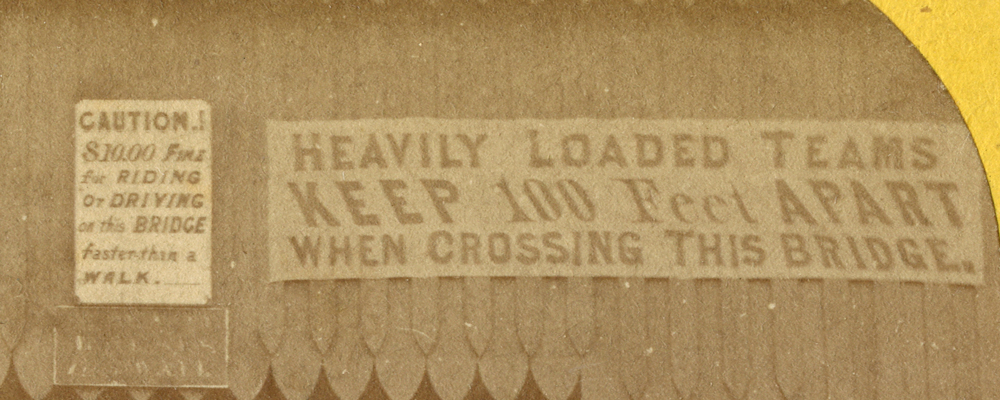 CAUTION.!
$10.00 FINE
for RIDING
or DRIVING
on this BRIDGE
faster than a
WALK.
HEAVILY LOADED TEAMS
KEEP 100 Feet APART
WHEN CROSSING THIS BRIDGE.